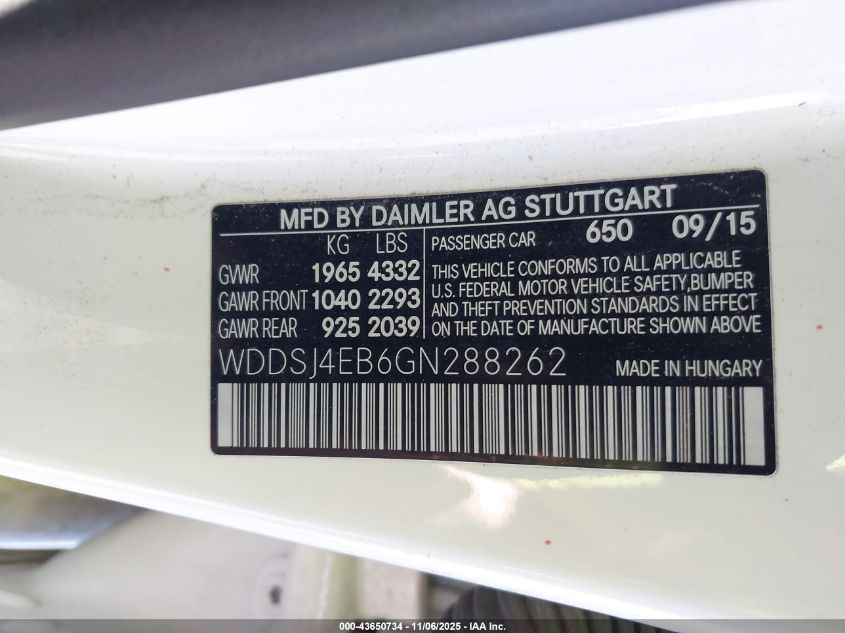 MFD BY DAIMLER AG STUTTGART
KG LBS
GVWR 1965 4332
GAWR FRONT 1040 2293
GAWR REAR 925 2039
PASSENGER CAR 650 09/15
THIS VEHICLE CONFORMS TO ALL APPLICABLE
U.S. FEDERAL MOTOR VEHICLE SAFETY,BUMPER
AND THEFT PREVENTION STANDARDS IN EFFECT
ON THE DATE OF MANUFACTURE SHOWN ABOVE
WDDSJ4EB6GN288262 MADE IN HUNGARY
000-43650734 - 11/06/2025 - IAA Inc.